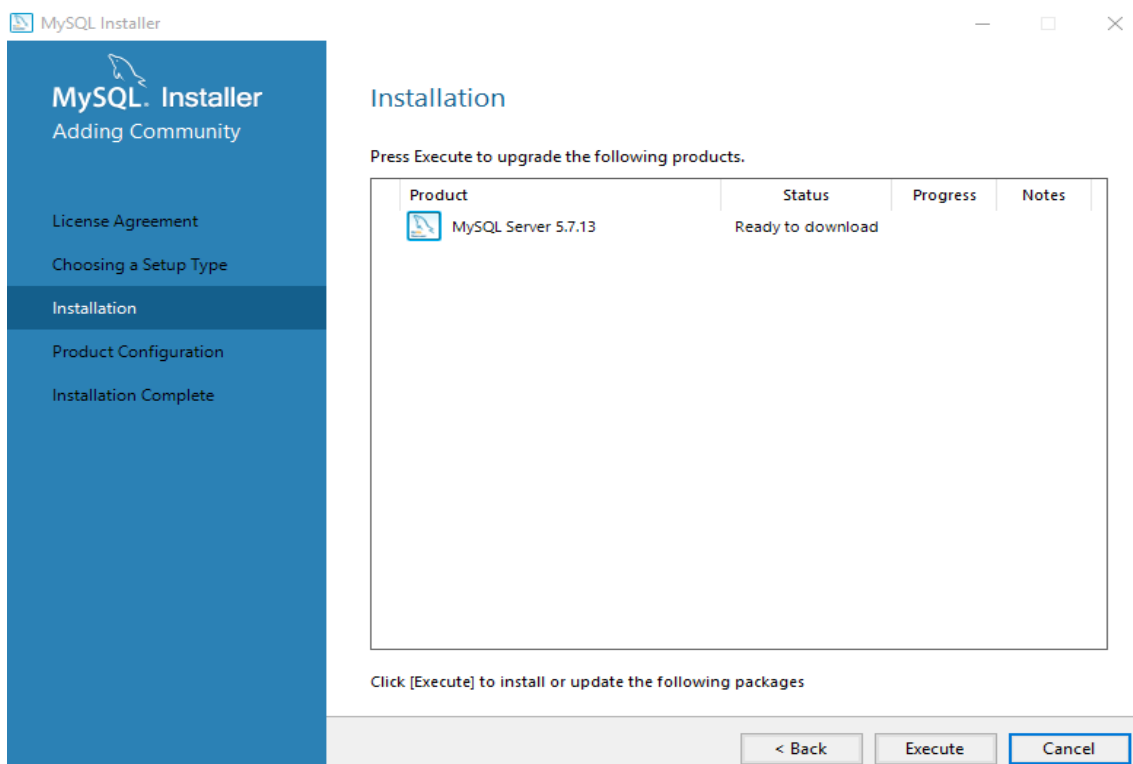 MySQL Installer
MySQL. Installer
Adding Community
License Agreement
Choosing a Setup Type
Installation
Product Configuration
Installation Complete
Installation
Press Execute to upgrade the following products.
Product Status Progress Notes
MySQL Server 5.7.13 Ready to download
Click [Execute] to install or update the following packages
< Back Execute Cancel